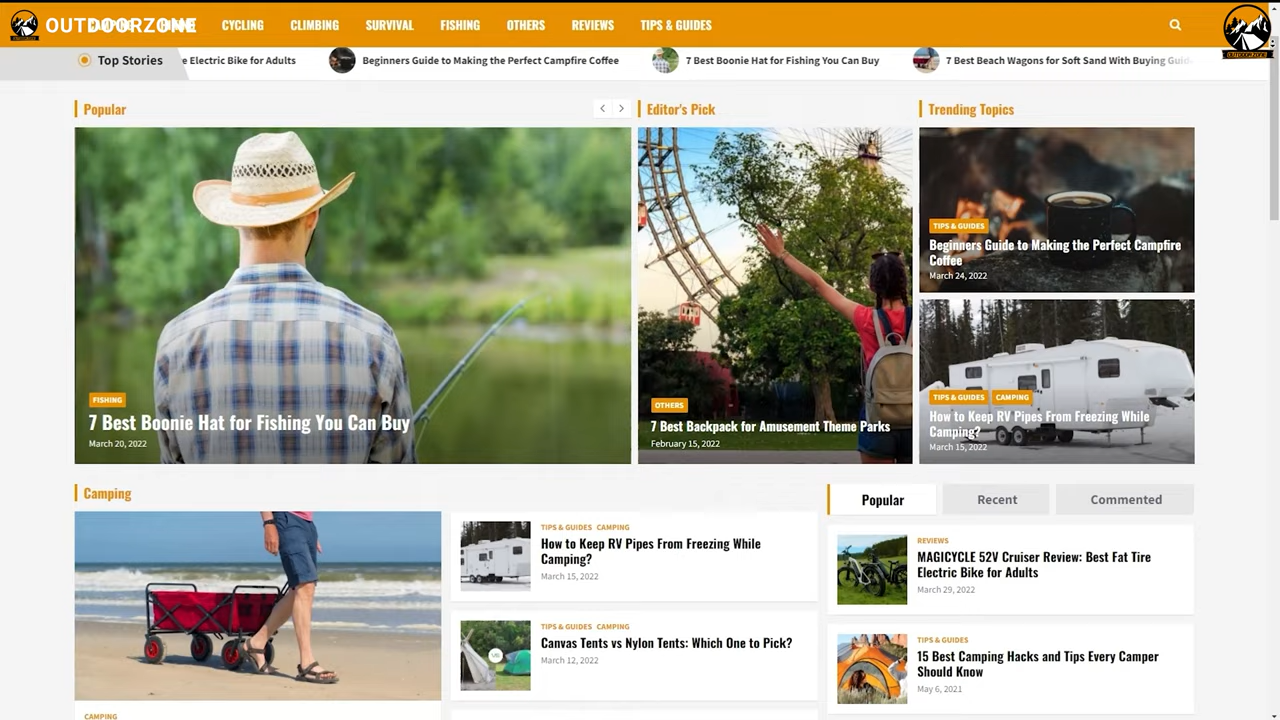 OUTDOORZONE
CYCLING
CLIMBING
SURVIVAL
FISHING
OTHERS
REVIEWS
TIPS & GUIDES
OUTDOORZONE
Top Stories
e Electric Bike for Adults
Beginners Guide to Making the Perfect Campfire Coffee
7 Best Boonie Hat for Fishing You Can Buy
7 Best Beach Wagons for Soft Sand With Buying Guid
Popular
Editor's Pick
Trending Topics
FISHING
7 Best Boonie Hat for Fishing You Can Buy
March 20, 2022
OTHERS
7 Best Backpack for Amusement Theme Parks
February 15, 2022
TIPS & GUIDES
Beginners Guide to Making the Perfect Campfire
Coffee
March 24, 2022
TIPS & GUIDES CAMPING
How to Keep RV Pipes From Freezing While
Camping?
March 15, 2022
Camping
CAMPING
TIPS & GUIDES CAMPING
How to Keep RV Pipes From Freezing While
Camping?
March 15, 2022
TIPS & GUIDES CAMPING
Canvas Tents vs Nylon Tents: Which One to Pick?
March 12, 2022
Popular
Recent
Commented
REVIEWS
MAGICYCLE 52V Cruiser Review: Best Fat Tire
Electric Bike for Adults
March 29, 2022
TIPS & GUIDES
15 Best Camping Hacks and Tips Every Camper
Should Know
May 6, 2021